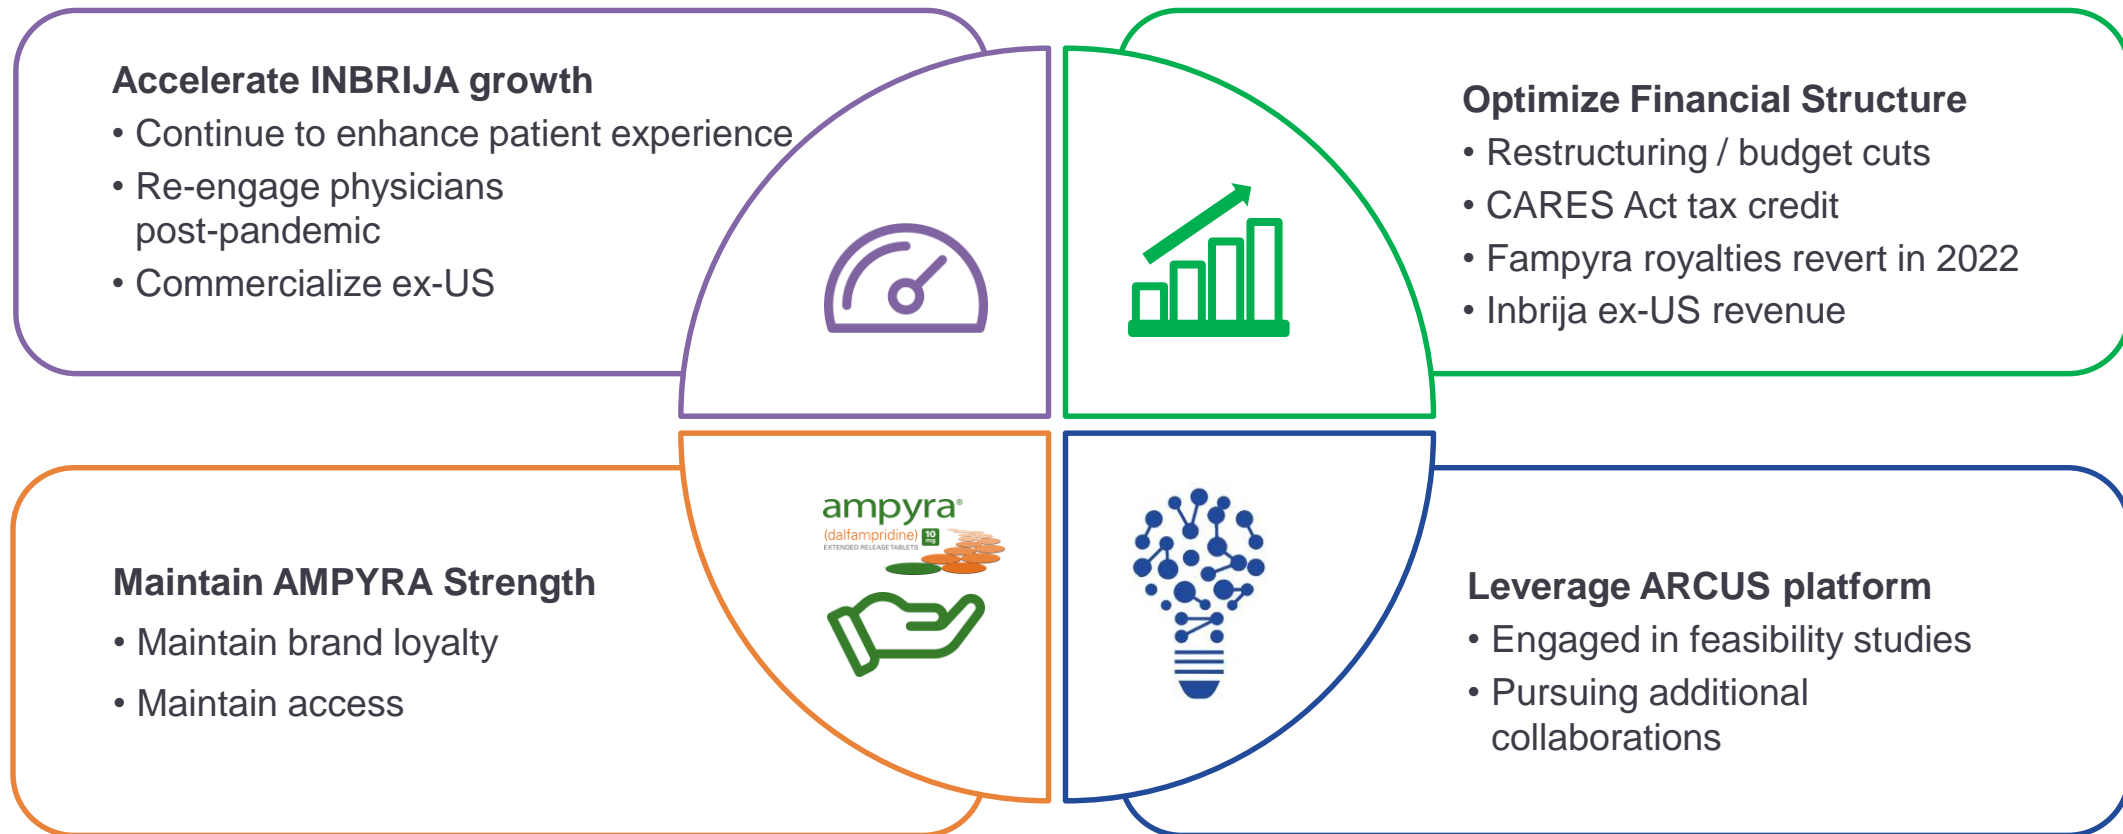 Accelerate INBRIJA growth
• Continue to enhance patient experience
• Re-engage physicians
post-pandemic
• Commercialize ex-US
Optimize Financial Structure
• Restructuring / budget cuts
• CARES Act tax credit
• Fampyra royalties revert in 2022
• Inbrija ex-US revenue
Maintain AMPYRA Strength
• Maintain brand loyalty
• Maintain access
ampyra®
(dalfampridine) 10 mg
EXTENDED RELEASE TABLETS
Leverage ARCUS platform
• Engaged in feasibility studies
• Pursuing additional
collaborations